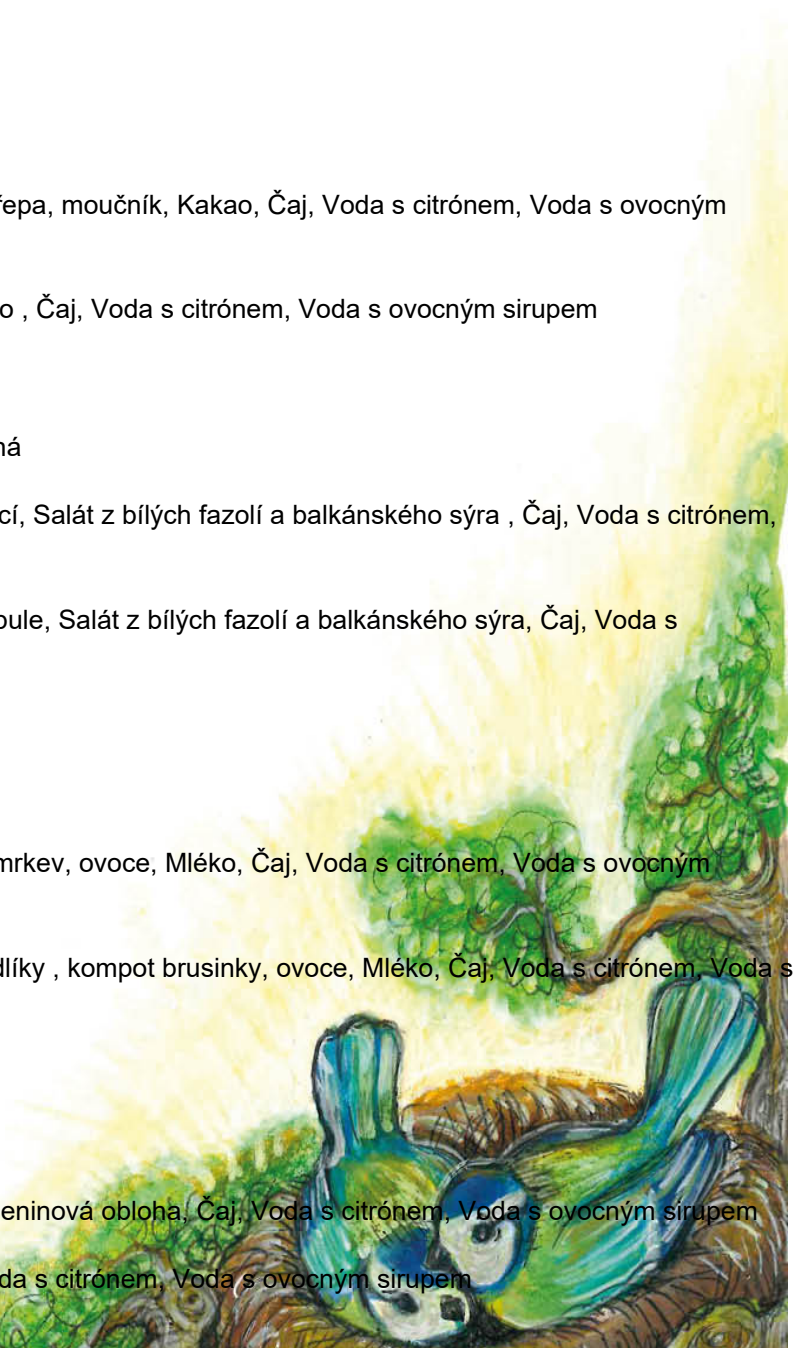 řepa, moučník, Kakao, Čaj, Voda s citrónem, Voda s ovocným
o , Čaj, Voda s citrónem, Voda s ovocným sirupem
ná
cí, Salát z bílých fazolí a balkánského sýra , Čaj, Voda s citrónem,
bule, Salát z bílých fazolí a balkánského sýra, Čaj, Voda s
mrkev, ovoce, Mléko, Čaj, Voda s citrónem, Voda s ovocným
dlíky , kompot brusinky, ovoce, Mléko, Čaj, Voda s citrónem, Voda s
eninová obloha, Čaj, Voda s citrónem, Voda s ovocným sirupem
da s citrónem, Voda s ovocným sirupem